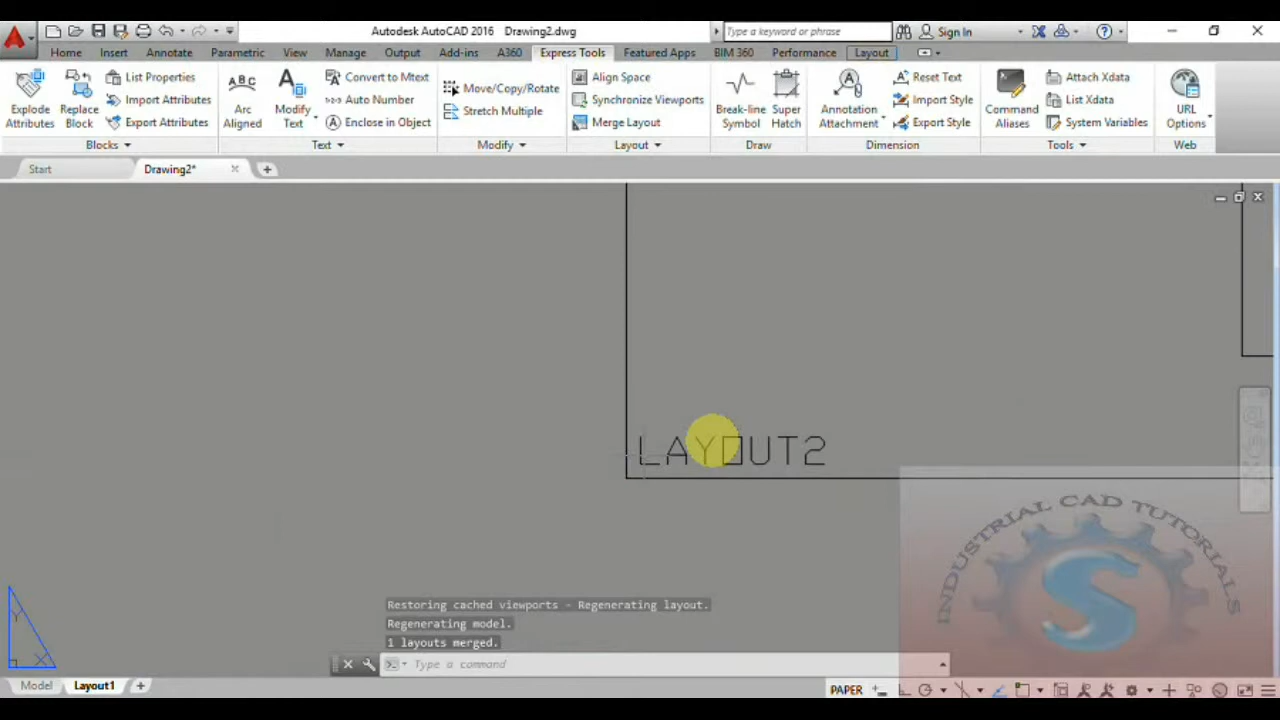 Autodesk AutoCAD 2016 Drawing2.dwg
Type a keyword or phrase
Sign In
Home Insert Annotate Parametric View Manage Output Add-ins A360 Express Tools Featured Apps BIM 360 Performance Layout
Explode Attributes
Replace Block
List Properties
Import Attributes
Export Attributes
Arc Aligned
Modify Text
Convert to Mtext
Auto Number
Enclose in Object
Move/Copy/Rotate
Stretch Multiple
Align Space
Synchronize Viewports
Merge Layout
Break-line Symbol
Super Hatch
Annotation Attachment
Reset Text
Import Style
Export Style
Command Aliases
Attach Xdata
List Xdata
System Variables
URL Options
Blocks Text Modify Layout Draw Dimension Tools Web
Start Drawing2*
LAYOUT2
INDUSTRIAL CAD TUTORIALS
S
Restoring cached viewports - Regenerating layout.
Regenerating model.
1 layouts merged.
Type a command
Y
X
Model Layout1
PAPER